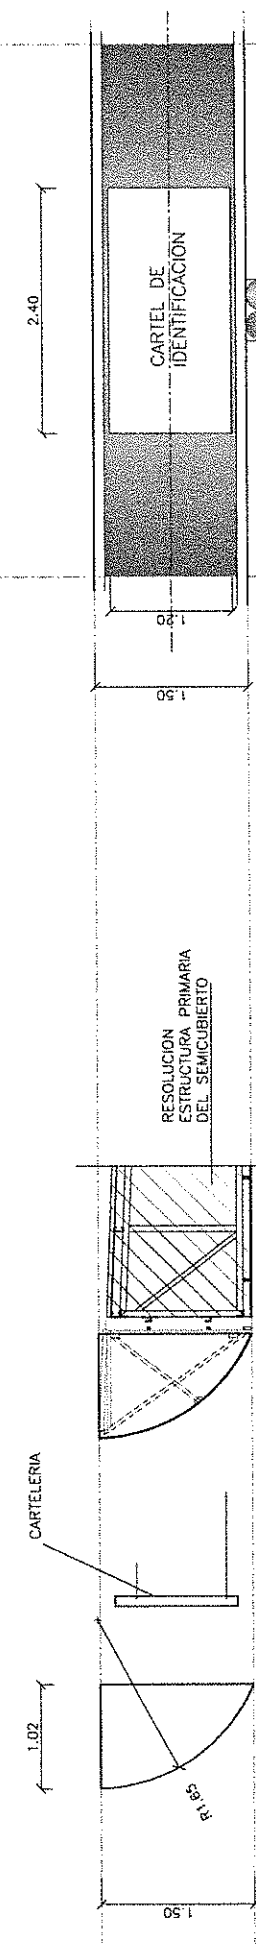 2.40
CARTEL DE
IDENTIFICACION
1.20
1.50
RESOLUCION
ESTRUCTURA PRIMARIA
DEL SEMICUBIERTO
CARTELERIA
1.02
R1.65
1.50